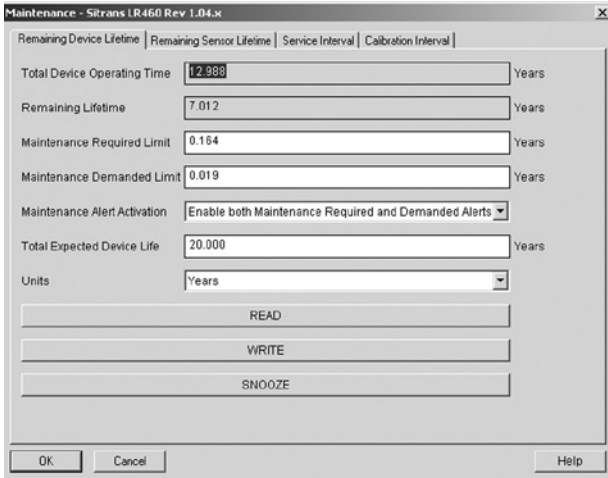 Maintenance - Sitrans LR460 Rev 1.04.x
Remaining Device Lifetime Remaining Sensor Lifetime Service Interval Calibration Interval
Total Device Operating Time 12.988 Years
Remaining Lifetime 7.012 Years
Maintenance Required Limit 0.164 Years
Maintenance Demanded Limit 0.019 Years
Maintenance Alert Activation Enable both Maintenance Required and Demanded Alerts
Total Expected Device Life 20.000 Years
Units Years
READ
WRITE
SNOOZE
OK Cancel Help